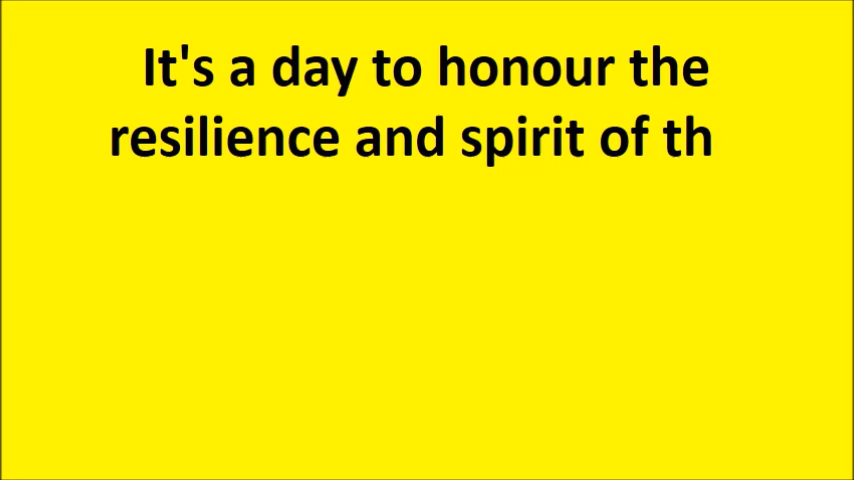 It's a day to honour the
resilience and spirit of th